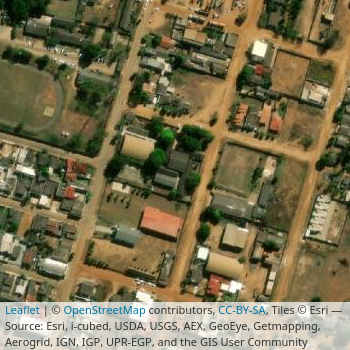 Leaflet | © OpenStreetMap contributors, CC-BY-SA, Tiles © Esri —
Source: Esri, i-cubed, USDA, USGS, AEX, GeoEye, Getmapping,
Aerogrid, IGN, IGP, UPR-EGP, and the GIS User Community